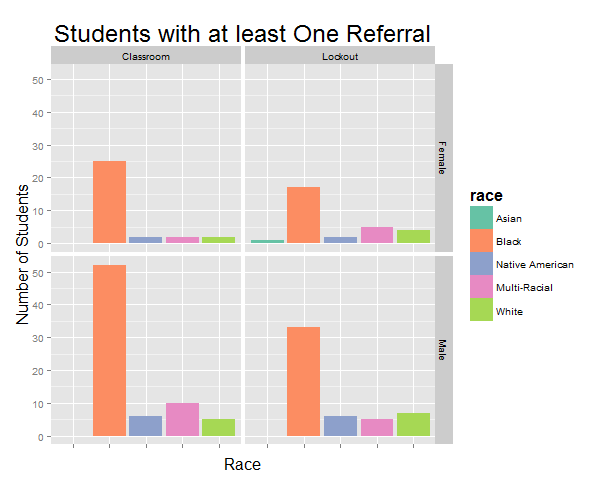 Students with at least One Referral
Classroom
Lockout
50
40
30
20
10
0
Female
50
40
30
20
10
0
Male
Number of Students
Race
race
Asian
Black
Native American
Multi-Racial
White